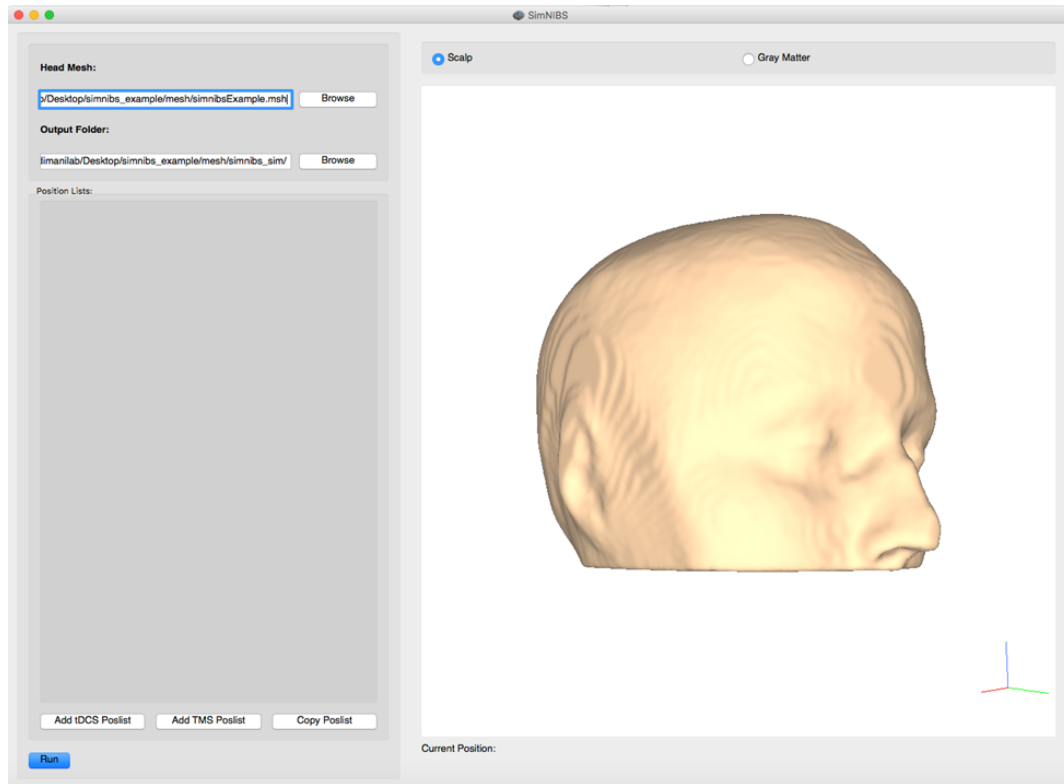 SimNIBS
Head Mesh:
o/Desktop/simnibs_example/mesh/simnibsExample.msh
Browse
Output Folder:
limanilab/Desktop/simnibs_example/mesh/simnibs_sim/
Browse
Position Lists:
Add tDCS Poslist
Add TMS Poslist
Copy Poslist
Run
Scalp
Gray Matter
Current Position: